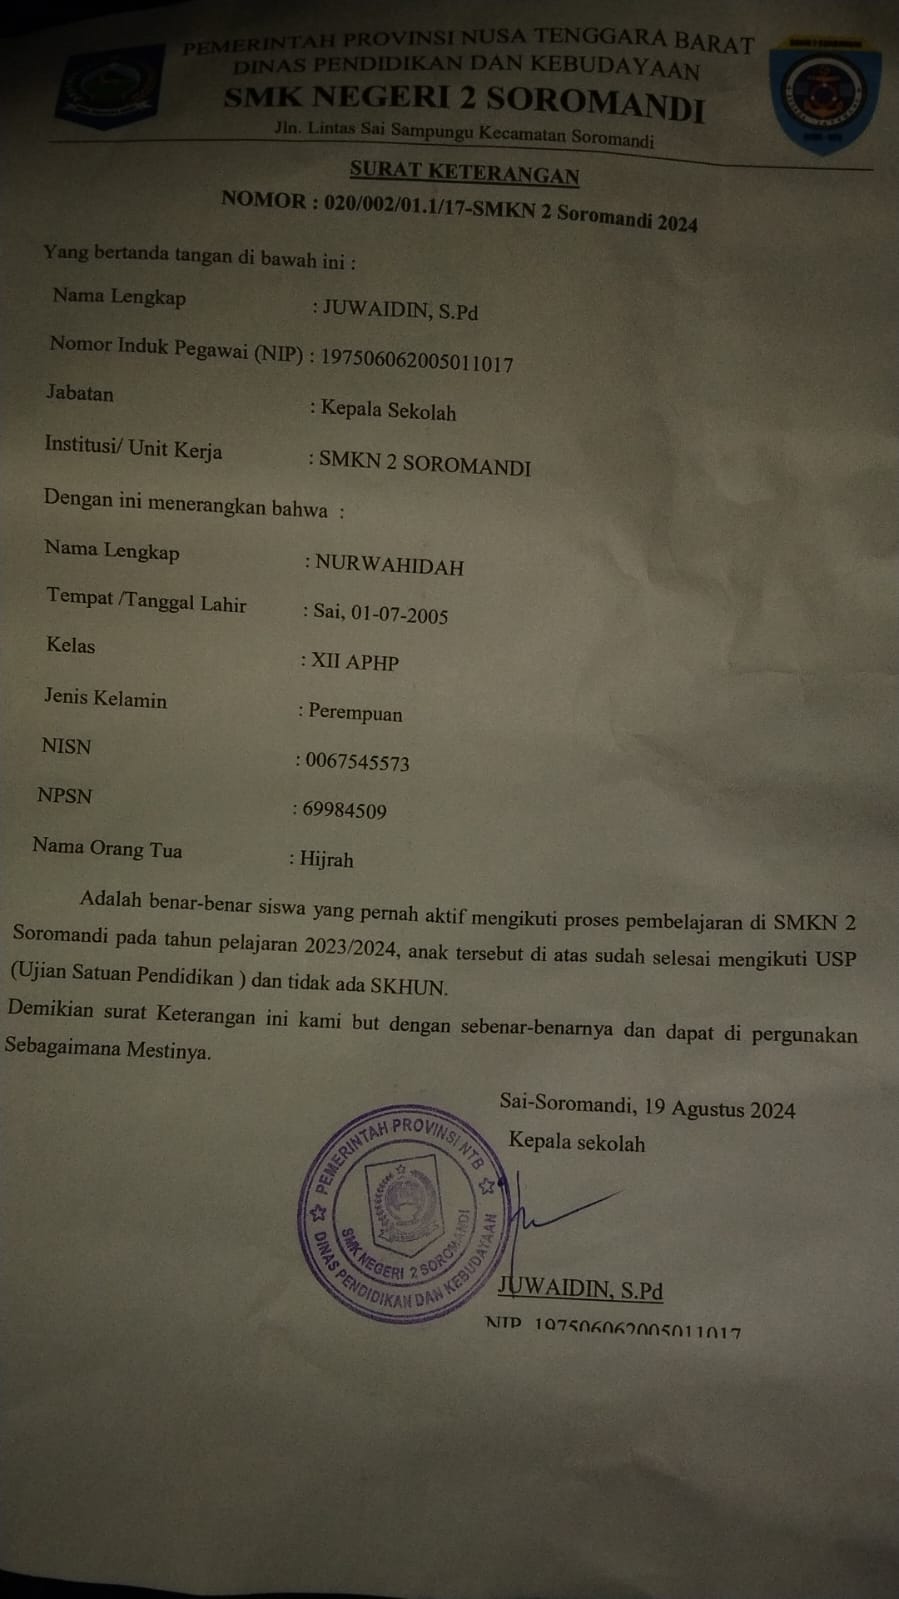 PEMERINTAH PROVINSI NUSA TENGGARA BARAT
DINAS PENDIDIKAN DAN KEBUDAYAAN
SMK NEGERI 2 SOROMANDI
Jln. Lintas Sai Sampungu Kecamatan Soromandi
SURAT KETERANGAN
NOMOR : 020/002/01.1/17-SMKN 2 Soromandi 2024
Yang bertanda tangan di bawah ini :
Nama Lengkap : JUWAIDIN, S.Pd
Nomor Induk Pegawai (NIP) : 197506062005011017
Jabatan : Kepala Sekolah
Institusi/ Unit Kerja : SMKN 2 SOROMANDI
Dengan ini menerangkan bahwa :
Nama Lengkap : NURWAHIDAH
Tempat /Tanggal Lahir : Sai, 01-07-2005
Kelas : XII APHP
Jenis Kelamin : Perempuan
NISN : 0067545573
NPSN : 69984509
Nama Orang Tua : Hijrah
Adalah benar-benar siswa yang pernah aktif mengikuti proses pembelajaran di SMKN 2
Soromandi pada tahun pelajaran 2023/2024, anak tersebut di atas sudah selesai mengikuti USP
(Ujian Satuan Pendidikan ) dan tidak ada SKHUN.
Demikian surat Keterangan ini kami but dengan sebenar-benarnya dan dapat di pergunakan
Sebagaimana Mestinya.
Sai-Soromandi, 19 Agustus 2024
Kepala sekolah
PEMERINTAH PROVINSI NTB
SMK NEGERI 2 SOROMANDI
DINAS PENDIDIKAN DAN KEBUDAYAAN
JUWAIDIN, S.Pd
NIP. 197506062005011017